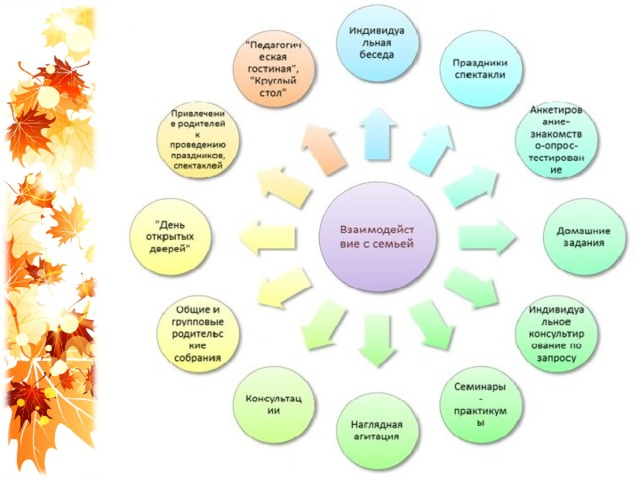 Индивидуа
льная
беседа
Праздники
спектакли
Анкетиров
ание-
знакомств
о-опрос-
тестирован
ие
Домашние
задания
Индивидуа
льное
консультир
ование по
запросу
Семинары
-
практикум
ы
Наглядная
агитация
Консультац
ии
Общие и
групповые
родительс
кие
собрания
"День
открытых
дверей"
Привлечени
е родителей
к
проведению
праздников,
спектаклей
"Педагогич
еская
гостиная",
"Круглый
стол"
Взаимодейст
вие с семьей